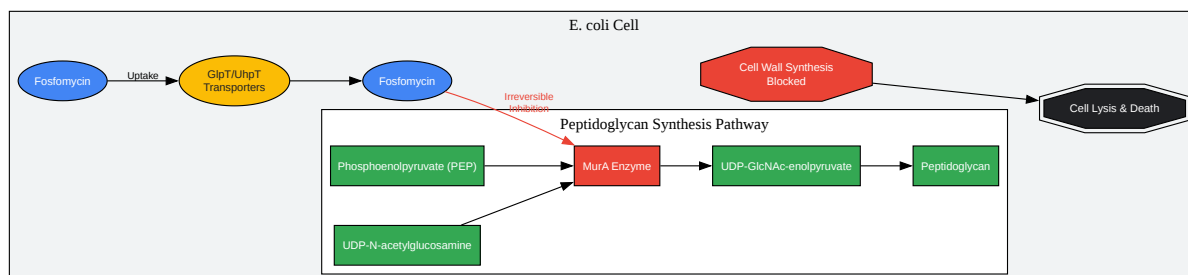 E. coli Cell
Fosfomycin
Uptake
GlpT/UhpT
Transporters
Fosfomycin
Irreversible
Inhibition
Cell Wall Synthesis
Blocked
Cell Lysis & Death
Peptidoglycan Synthesis Pathway
Phosphoenolpyruvate (PEP)
MurA Enzyme
UDP-GlcNAc-enolpyruvate
Peptidoglycan
UDP-N-acetylglucosamine